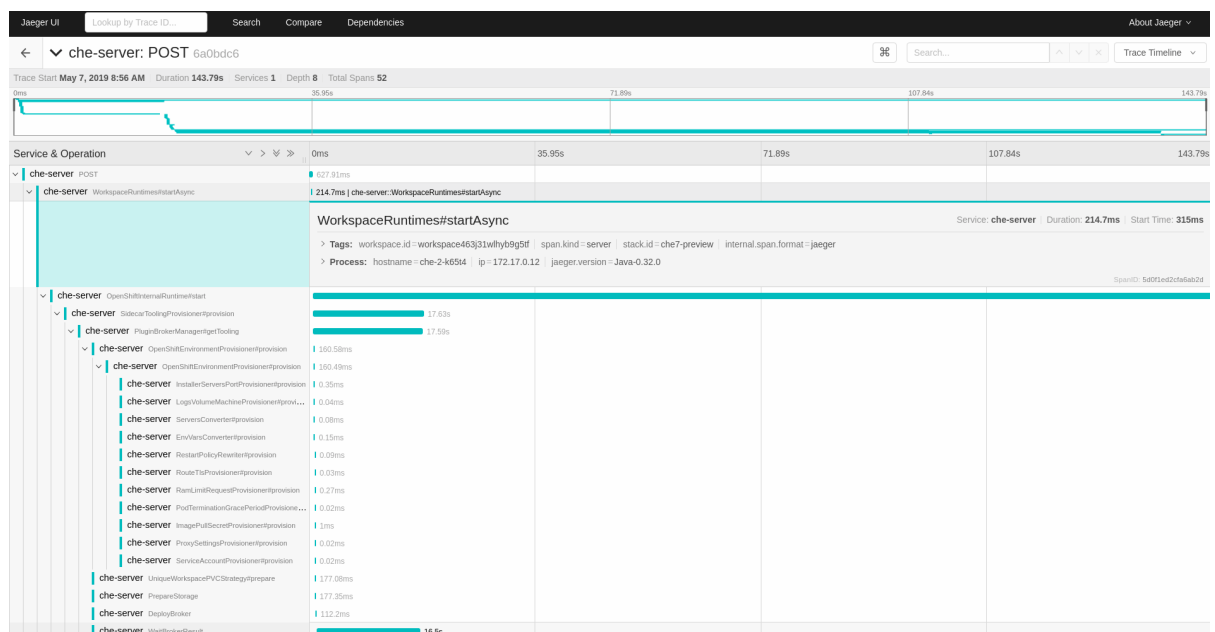 Jaeger UI Lookup by Trace ID... Search Compare Dependencies About Jaeger
che-server: POST 6a0bdc6 ⌘ Search... Trace Timeline
Trace Start May 7, 2019 8:56 AM Duration 143.79s Services 1 Depth 8 Total Spans 52
0ms 35.95s 71.89s 107.84s 143.79s
Service & Operation 0ms 35.95s 71.89s 107.84s 143.79s
che-server POST 627.91ms
che-server WorkspaceRuntimes#startAsync 214.7ms | che-server::WorkspaceRuntimes#startAsync
WorkspaceRuntimes#startAsync Service: che-server Duration: 214.7ms Start Time: 315ms
Tags: workspace.id = workspace463j31wlhyb9g5tf span.kind = server stack.id = che7-preview internal.span.format = jaeger
Process: hostname = che-2-k65t4 ip = 172.17.0.12 jaeger.version = Java-0.32.0
SpanID: 5d0f1ed2cfa6ab2d
che-server OpenShiftInternalRuntime#start
che-server SidecarToolingProvisioner#provision 17.63s
che-server PluginBrokerManager#getTooling 17.59s
che-server OpenShiftEnvironmentProvisioner#provision 160.58ms
che-server OpenShiftEnvironmentProvisioner#provision 160.49ms
che-server InstallerServersPortProvisioner#provision 0.35ms
che-server LogsVolumeMachineProvisioner#provi... 0.04ms
che-server ServersConverter#provision 0.08ms
che-server EnvVarsConverter#provision 0.15ms
che-server RestartPolicyRewriter#provision 0.09ms
che-server RouteTlsProvisioner#provision 0.03ms
che-server RamLimitRequestProvisioner#provision 0.27ms
che-server PodTerminationGracePeriodProvisione... 0.02ms
che-server ImagePullSecretProvisioner#provision 1ms
che-server ProxySettingsProvisioner#provision 0.02ms
che-server ServiceAccountProvisioner#provision 0.02ms
che-server UniqueWorkspacePVCStrategy#prepare 177.08ms
che-server PrepareStorage 177.35ms
che-server DeployBroker 112.2ms
che-server WaitBrokerResult 16.5s